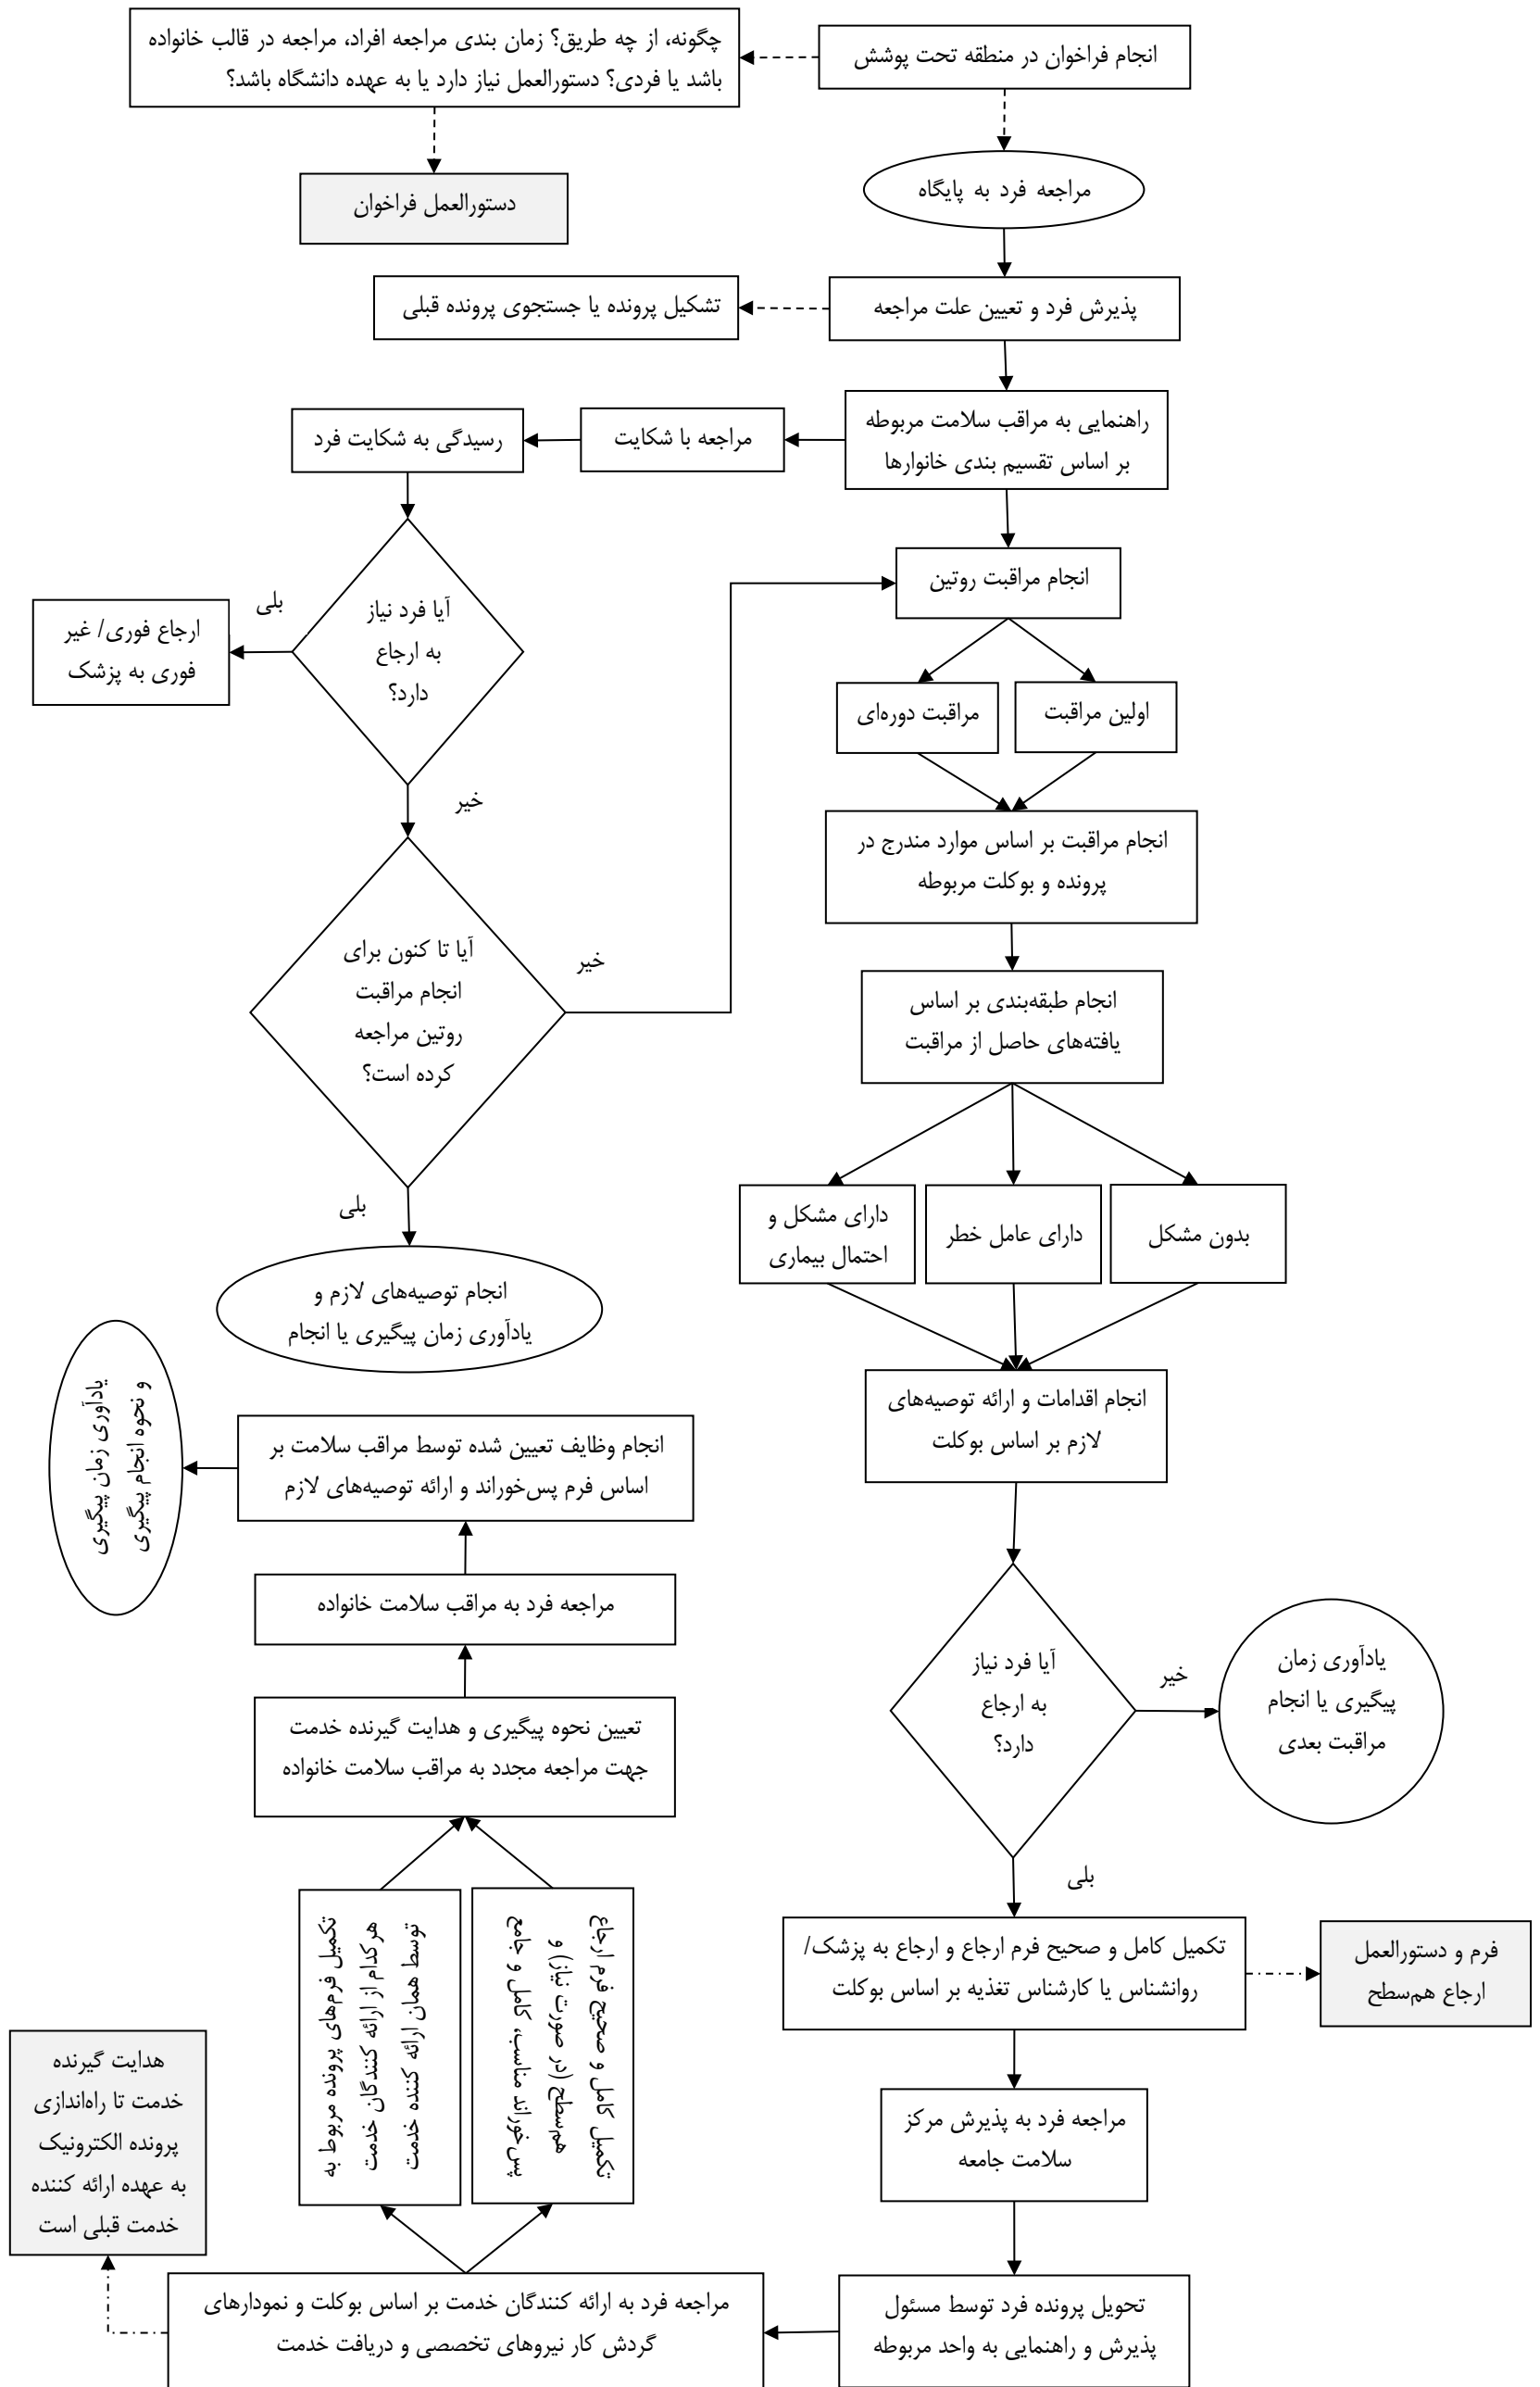 انجام فراخوان در منطقه تحت پوشش
چگونه، از چه طریق؟ زمان بندی مراجعه افراد، مراجعه در قالب خانواده
باشد یا فردی؟ دستورالعمل نیاز دارد یا به عهده دانشگاه باشد؟
دستورالعمل فراخوان
مراجعه فرد به پایگاه
پذیرش فرد و تعیین علت مراجعه
تشکیل پرونده یا جستجوی پرونده قبلی
راهنمایی به مراقب سلامت مربوطه
بر اساس تقسیم بندی خانوارها
مراجعه با شکایت
رسیدگی به شکایت فرد
آیا فرد نیاز
به ارجاع
دارد؟
بلی
ارجاع فوری/ غیر
فوری به پزشک
خیر
آیا تا کنون برای
انجام مراقبت
روتین مراجعه
کرده است؟
خیر
بلی
انجام توصیه‌های لازم و
یادآوری زمان پیگیری یا انجام
انجام مراقبت روتین
اولین مراقبت
مراقبت دوره‌ای
انجام مراقبت بر اساس موارد مندرج در
پرونده و بوکلت مربوطه
انجام طبقه‌بندی بر اساس
یافته‌های حاصل از مراقبت
بدون مشکل
دارای عامل خطر
دارای مشکل و
احتمال بیماری
انجام اقدامات و ارائه توصیه‌های
لازم بر اساس بوکلت
آیا فرد نیاز
به ارجاع
دارد؟
خیر
یادآوری زمان
پیگیری یا انجام
مراقبت بعدی
بلی
تکمیل کامل و صحیح فرم ارجاع و ارجاع به پزشک/
روانشناس یا کارشناس تغذیه بر اساس بوکلت
فرم و دستورالعمل
ارجاع هم‌سطح
مراجعه فرد به پذیرش مرکز
سلامت جامعه
تحویل پرونده فرد توسط مسئول
پذیرش و راهنمایی به واحد مربوطه
مراجعه فرد به ارائه کنندگان خدمت بر اساس بوکلت و نمودارهای
گردش کار نیروهای تخصصی و دریافت خدمت
هدایت گیرنده
خدمت تا راه‌اندازی
پرونده الکترونیک
به عهده ارائه کننده
خدمت قبلی است
تکمیل کامل و صحیح فرم ارجاع
هم‌سطح (در صورت نیاز) و
پس‌خوراند مناسب، کامل و جامع
تکمیل فرم‌های پرونده مربوط به
هرکدام از ارائه کنندگان خدمت
توسط همان ارائه کننده خدمت
تعیین نحوه پیگیری و هدایت گیرنده خدمت
جهت مراجعه مجدد به مراقب سلامت خانواده
مراجعه فرد به مراقب سلامت خانواده
انجام وظایف تعیین شده توسط مراقب سلامت بر
اساس فرم پس‌خوراند و ارائه توصیه‌های لازم
یادآوری زمان پیگیری
و نحوه انجام پیگیری